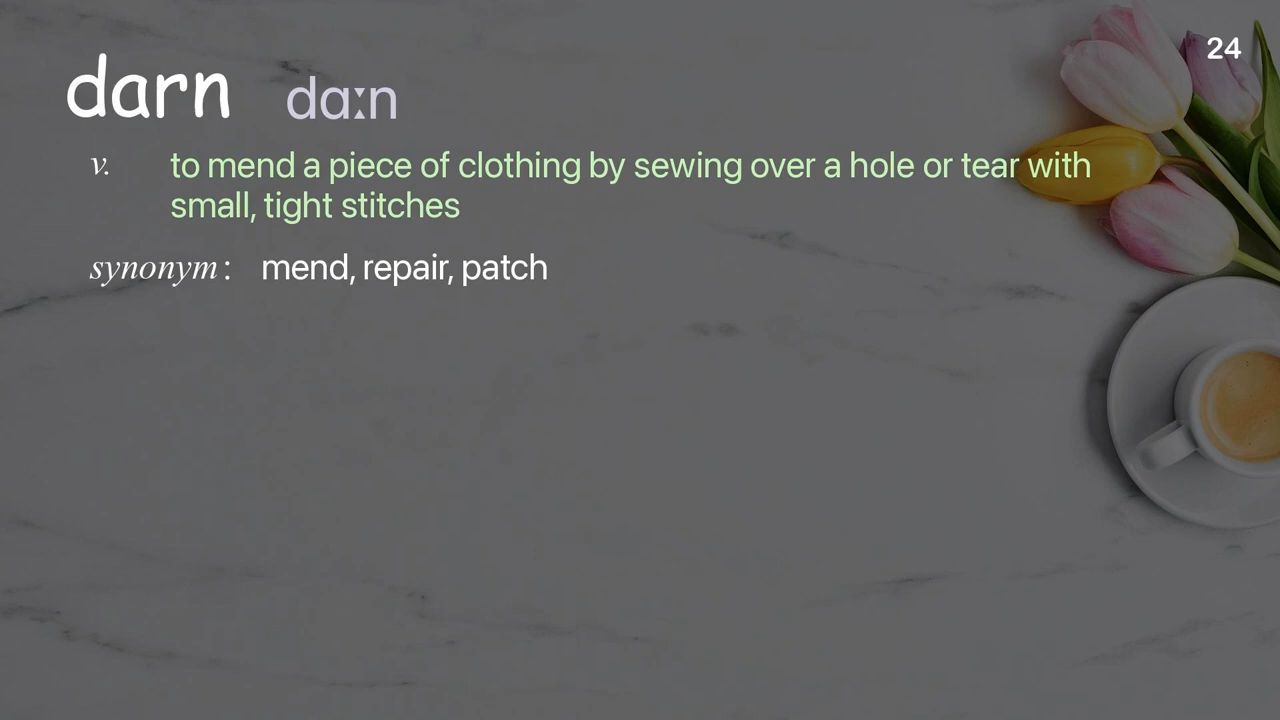 24
darn dɑːn
v. to mend a piece of clothing by sewing over a hole or tear with
small, tight stitches
synonym: mend, repair, patch